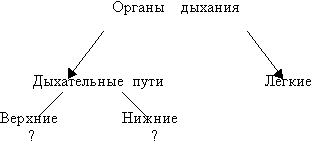 Органы дыхания
Дыхательные пути Легкие
Верхние Нижние
? ?